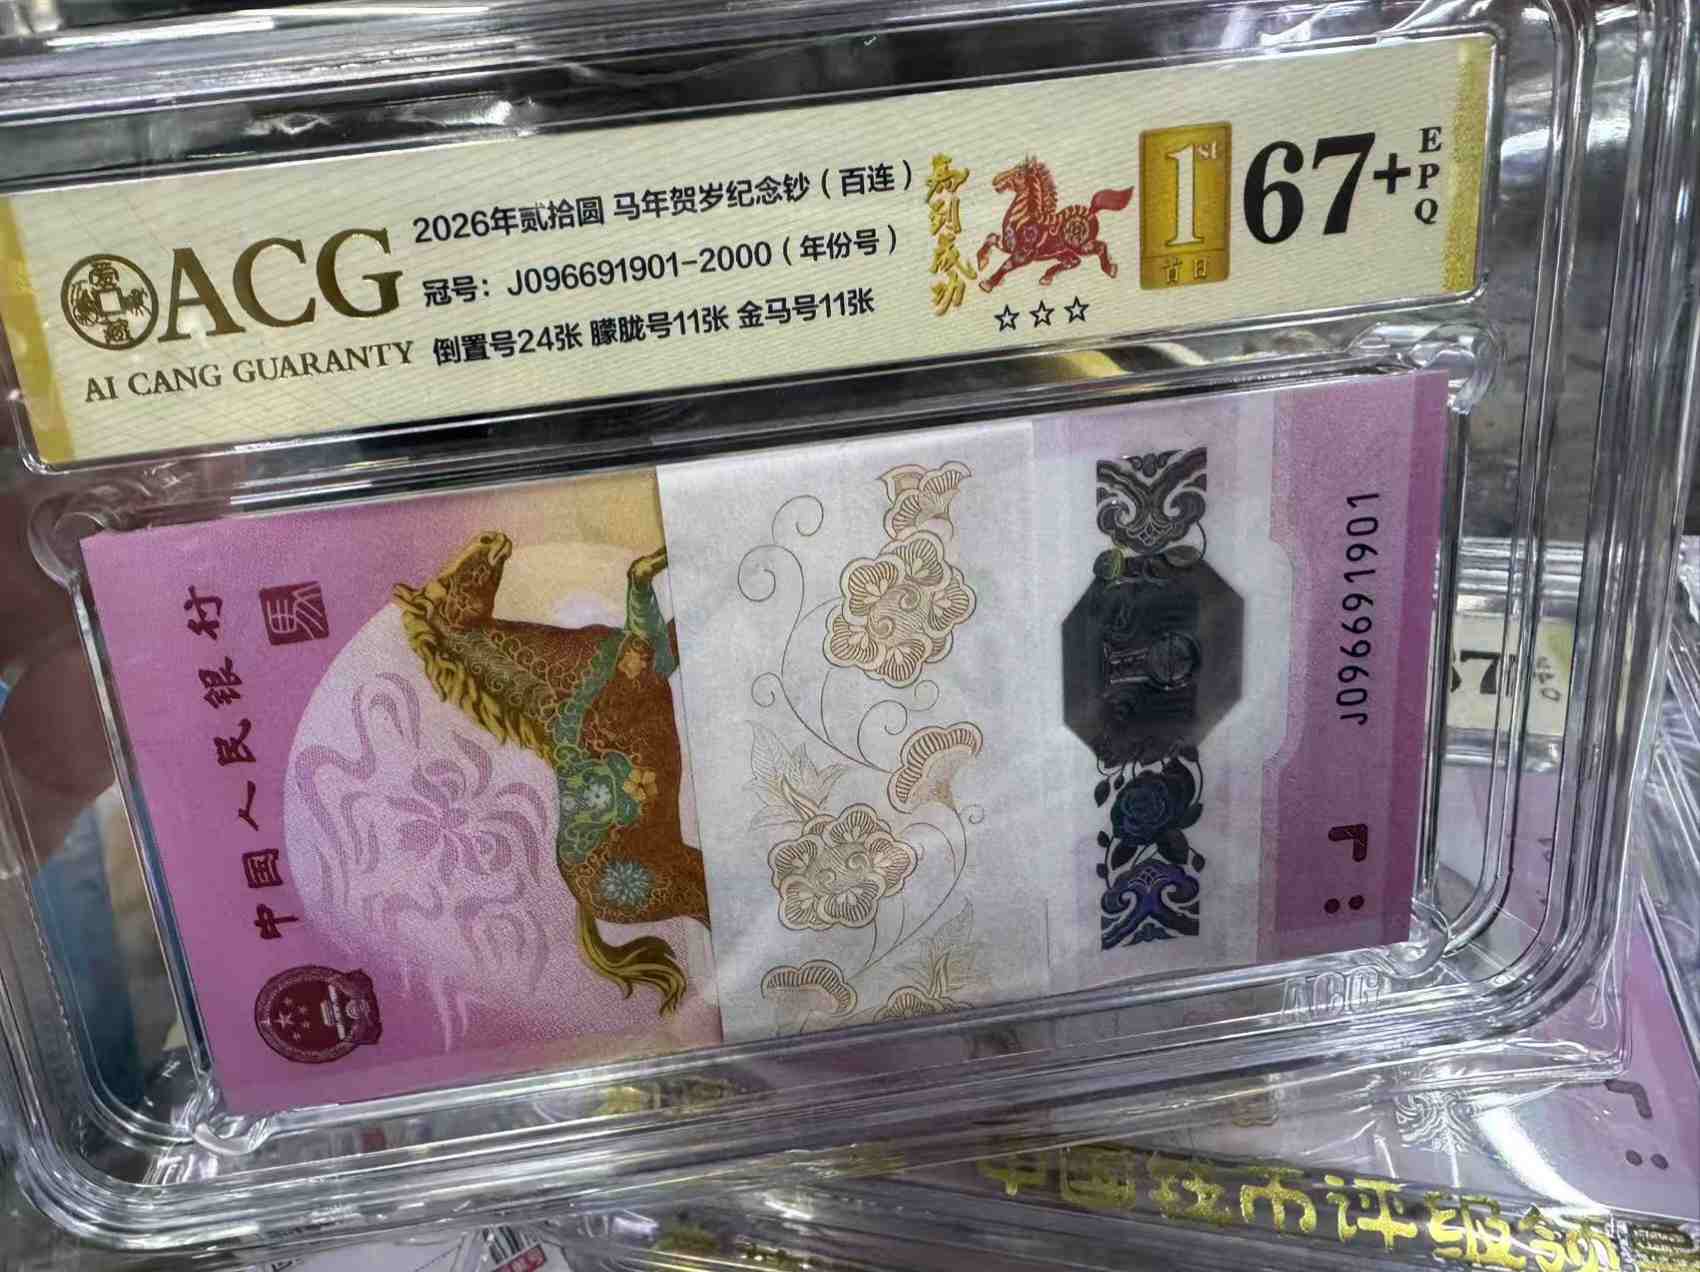 ACG
AI CANG GUARANTY
2026年贰拾圆 马年贺岁纪念钞（百连）
冠号：J096691901-2000（年份号）
倒置号24张 朦胧号11张 金马号11张
马到成功
☆☆☆
1st
首日
67+
EPQ
中国人民银行
J096691901
ACG
中国钱币评级领